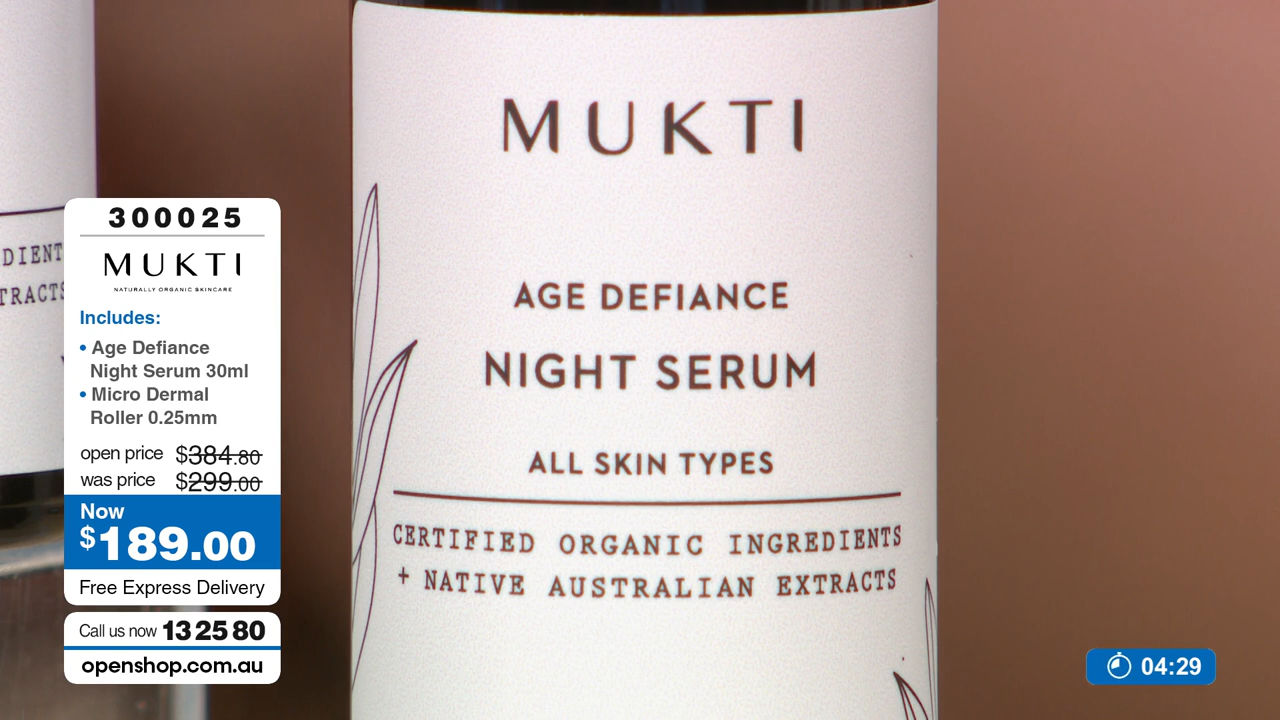 MUKTI
AGE DEFIANCE
NIGHT SERUM
ALL SKIN TYPES
CERTIFIED ORGANIC INGREDIENTS
+ NATIVE AUSTRALIAN EXTRACTS
300025
MUKTI
NATURALLY ORGANIC SKINCARE
Includes:
• Age Defiance
Night Serum 30ml
• Micro Dermal
Roller 0.25mm
open price $384.80
was price $299.00
Now
$189.00
Free Express Delivery
Call us now 13 25 80
openshop.com.au
04:29